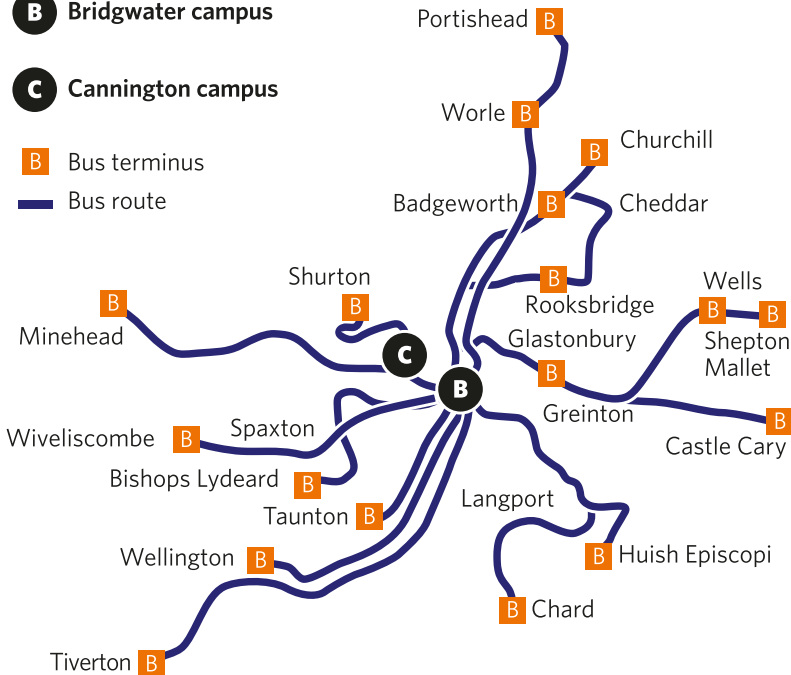 B Bridgwater campus
C Cannington campus
B Bus terminus
Bus route
Portishead B
Worle B
B Churchill
Badgeworth B Cheddar
Shurton
B
B
Minehead
B
Rooksbridge
Wells
B B
Shepton
Mallet
Glastonbury
C
B
B
Greinton
B
Castle Cary
Spaxton
Wiveliscombe B
Bishops Lydeard B
Taunton B
Langport
Wellington B
B Huish Episcopi
B Chard
Tiverton B